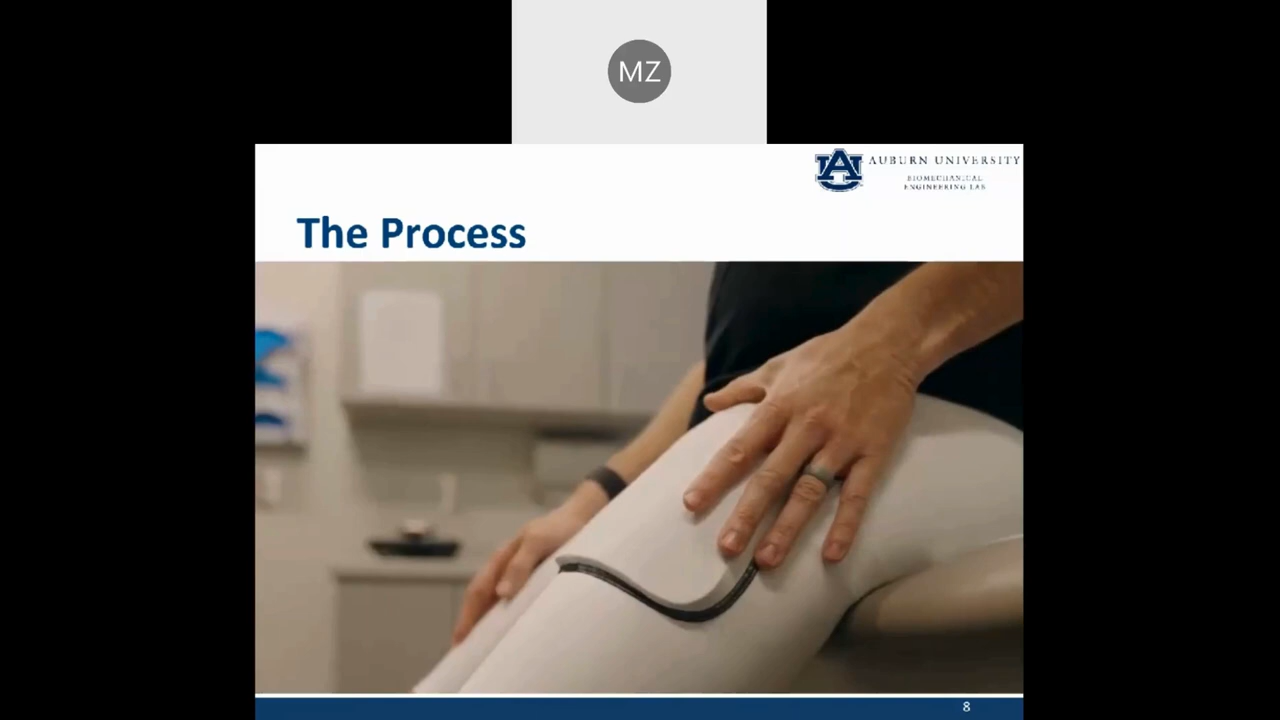 MZ
AUBURN UNIVERSITY
BIOMECHANICAL
ENGINEERING LAB
The Process
8